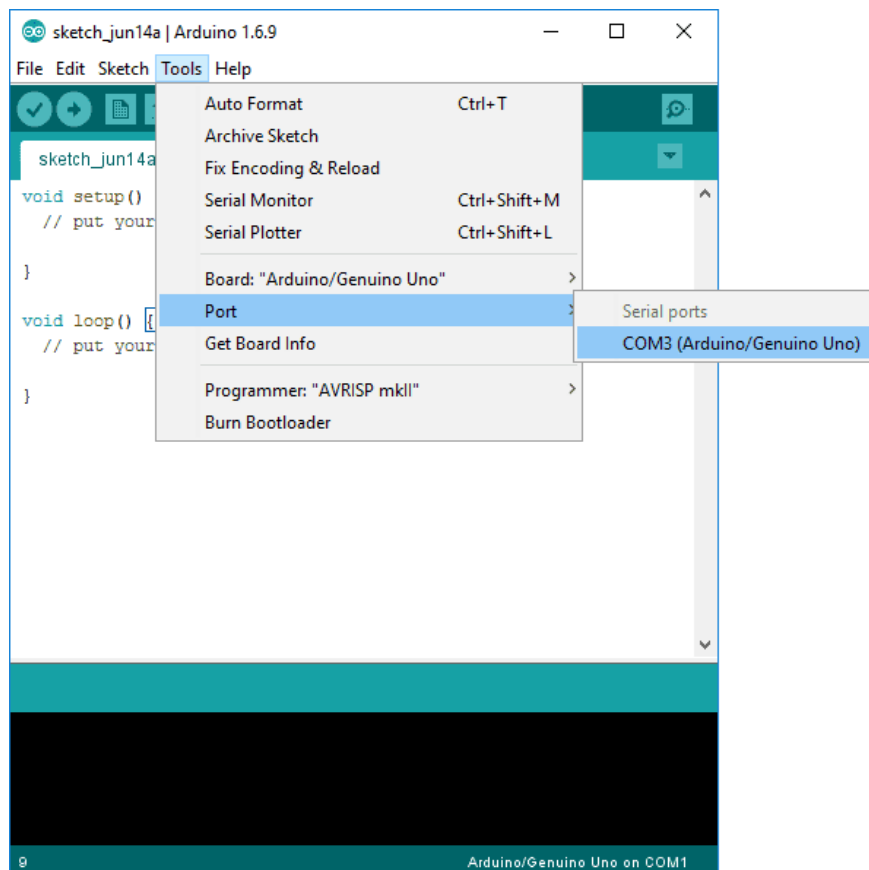 sketch_jun14a | Arduino 1.6.9
File Edit Sketch Tools Help
sketch_jun14a
Auto Format Ctrl+T
Archive Sketch
Fix Encoding & Reload
Serial Monitor Ctrl+Shift+M
Serial Plotter Ctrl+Shift+L
Board: "Arduino/Genuino Uno"
Port
Get Board Info
Programmer: "AVRISP mkII"
Burn Bootloader
Serial ports
COM3 (Arduino/Genuino Uno)
void setup()
// put your
}
void loop() {
// put your
}
9 Arduino/Genuino Uno on COM1